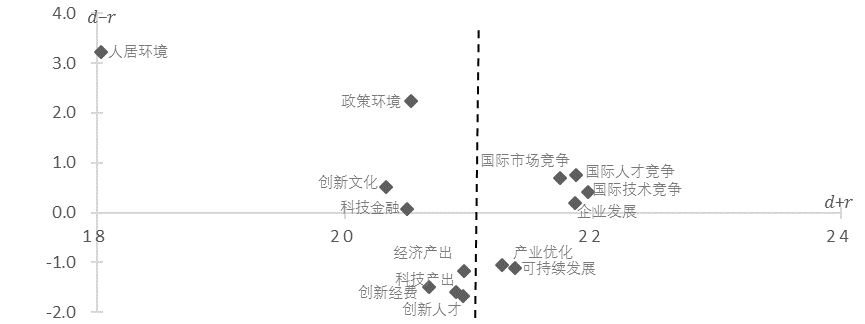 4.0
d−r
人居环境
3.0
政策环境
2.0
国际市场竞争
1.0
国际人才竞争
创新文化
国际技术竞争
科技金融
企业发展
d+r
0.0
18
20
22
24
经济产出
产业优化
-1.0
可持续发展
科技产出
创新经费
创新人才
-2.0